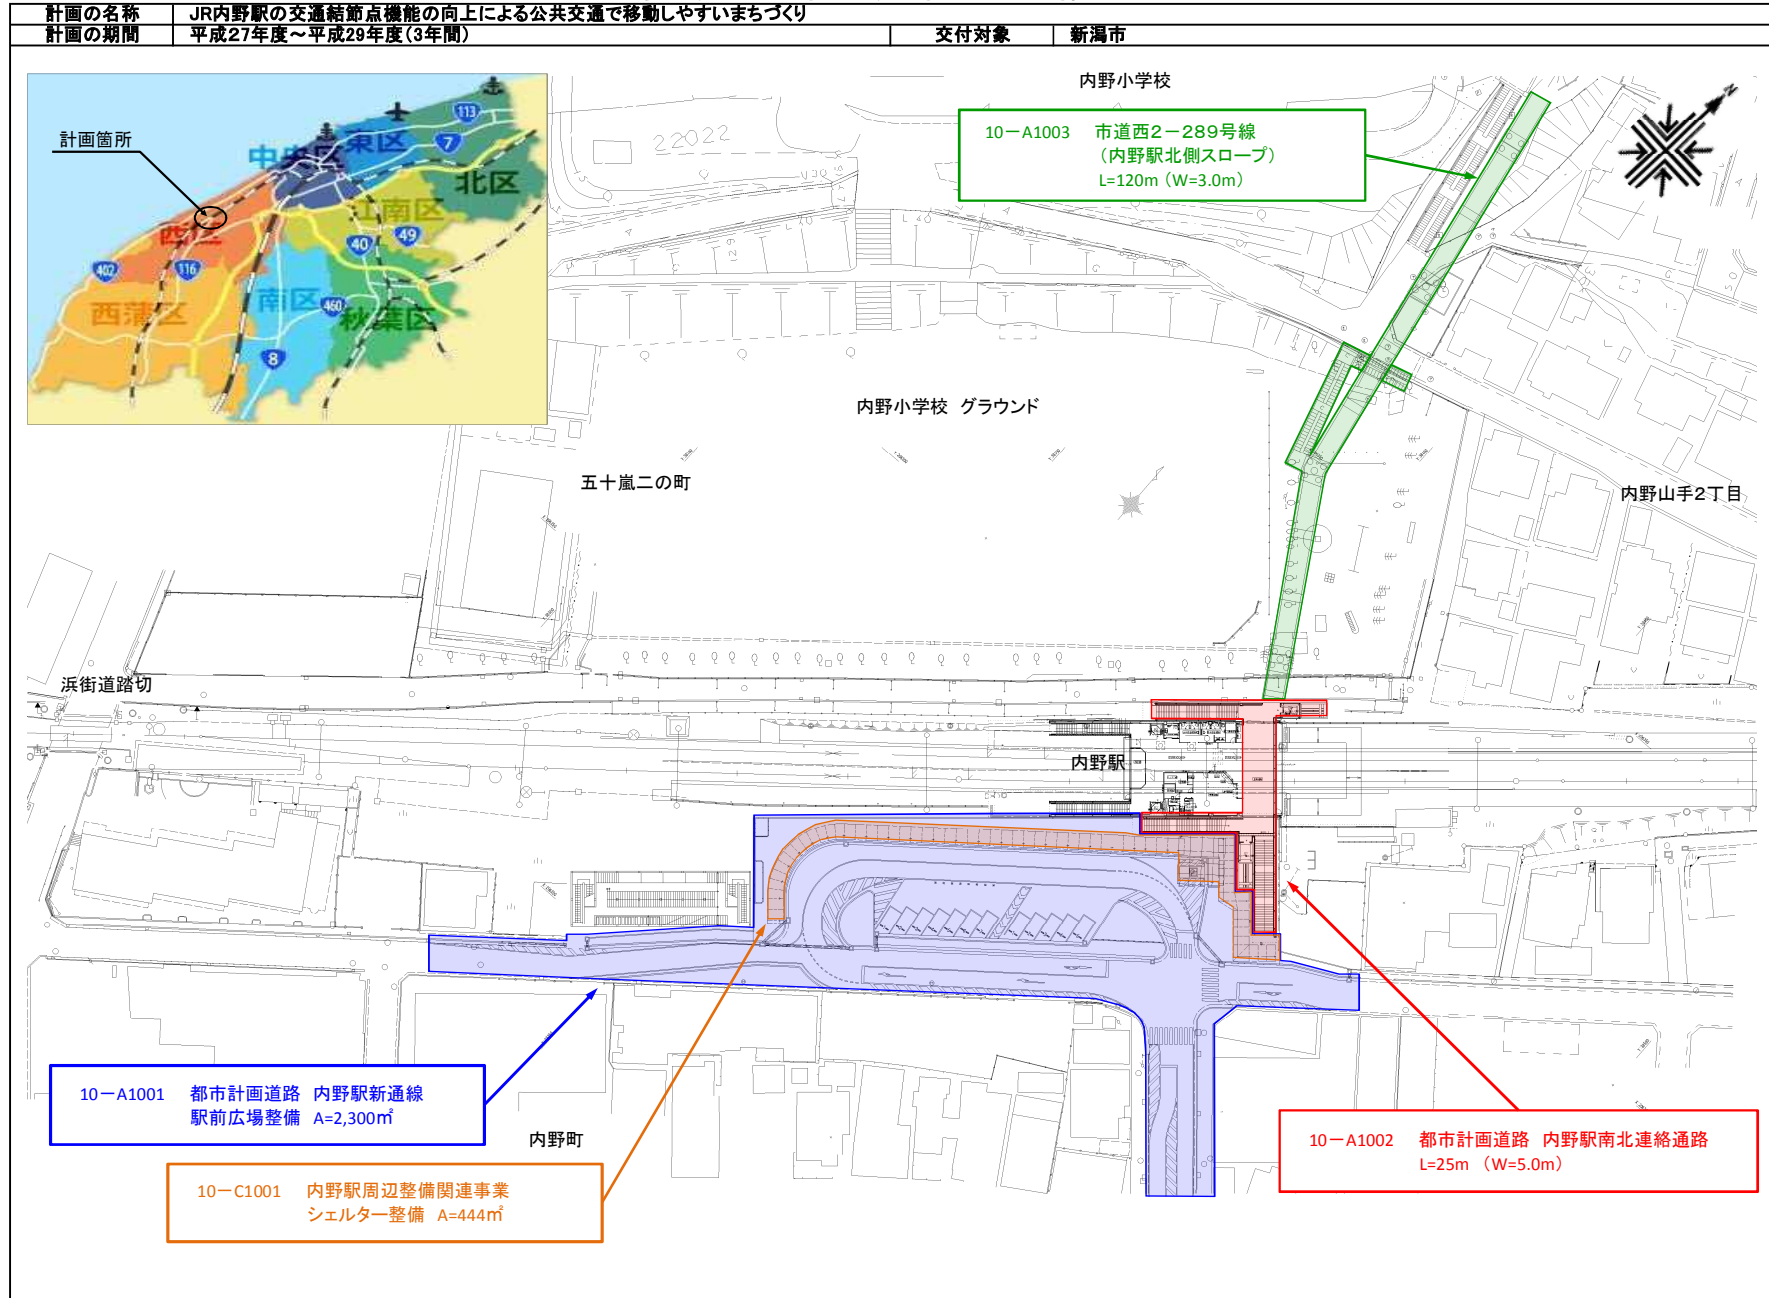 計画の名称 JR内野駅の交通結節点機能の向上による公共交通で移動しやすいまちづくり
計画の期間 平成27年度～平成29年度(3年間) 交付対象 新潟市
計画箇所
中央区
東区
北区
江南区
西区
西蒲区
南区
秋葉区
113
7
40
49
402
116
460
8
内野小学校
22022
10－A1003 市道西2－289号線
（内野駅北側スロープ）
L=120m（W=3.0m）
内野小学校 グラウンド
五十嵐二の町
内野山手2丁目
浜街道踏切
内野駅
10－A1001 都市計画道路 内野駅新通線
駅前広場整備 A=2,300㎡
内野町
10－C1001 内野駅周辺整備関連事業
シェルター整備 A=444㎡
10－A1002 都市計画道路 内野駅南北連絡通路
L=25m （W=5.0m）